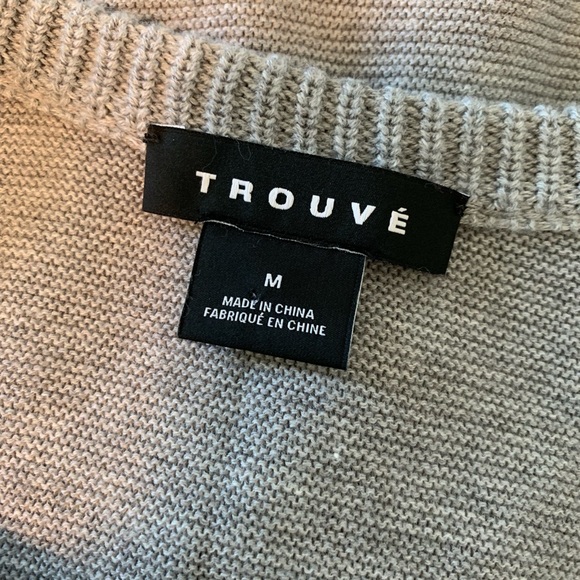 TROUVÉ
M
MADE IN CHINA
FABRIQUÉ EN CHINE